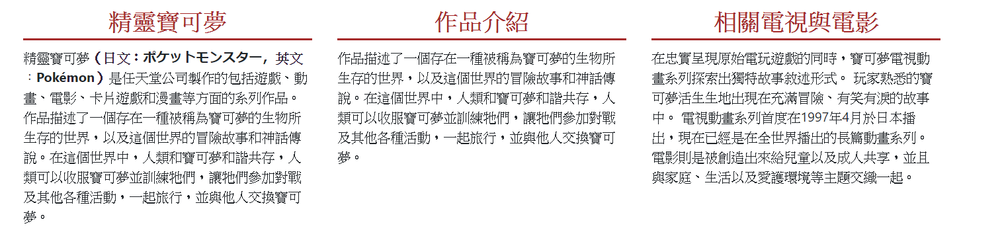 精靈寶可夢
精靈寶可夢（日文：ポケットモンスター，英文
：Pokémon）是任天堂公司製作的包括遊戲、動
畫、電影、卡片遊戲和漫畫等方面的系列作品。
作品描述了一個存在一種被稱為寶可夢的生物所
生存的世界，以及這個世界的冒險故事和神話傳
說。在這個世界中，人類和寶可夢和諧共存，人
類可以收服寶可夢並訓練牠們，讓牠們參加對戰
及其他各種活動，一起旅行，並與他人交換寶可
夢。
作品介紹
作品描述了一個存在一種被稱為寶可夢的生物所
生存的世界，以及這個世界的冒險故事和神話傳
說。在這個世界中，人類和寶可夢和諧共存，人
類可以收服寶可夢並訓練牠們，讓牠們參加對戰
及其他各種活動，一起旅行，並與他人交換寶可
夢。
相關電視與電影
在忠實呈現原始電玩遊戲的同時，寶可夢電視動
畫系列探索出獨特故事敘述形式。 玩家熟悉的寶
可夢活生生地出現在充滿冒險、有笑有淚的故事
中。 電視動畫系列首度在1997年4月於日本播
出，現在已經是在全世界播出的長篇動畫系列。
電影則是被創造出來給兒童以及成人共享，並且
與家庭、生活以及愛護環境等主題交織一起。